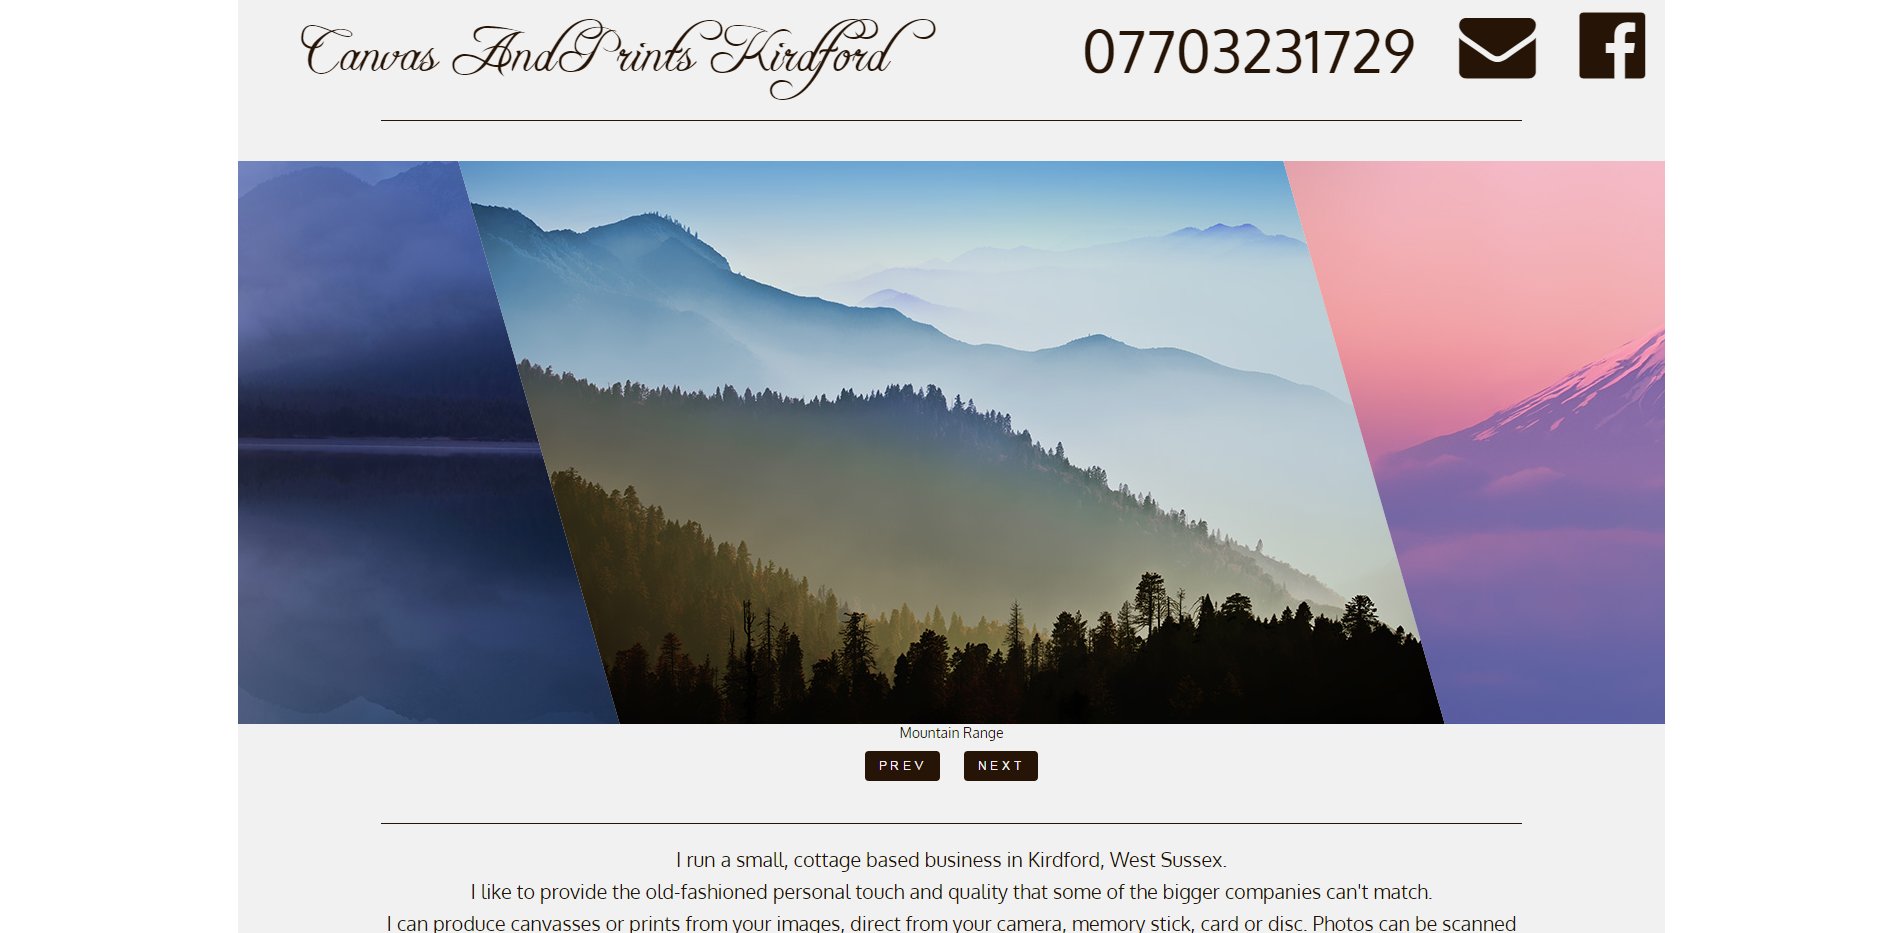 Canvas And Prints Kirdford
07703231729
Mountain Range
PREV
NEXT
I run a small, cottage based business in Kirdford, West Sussex.
I like to provide the old-fashioned personal touch and quality that some of the bigger companies can't match.
I can produce canvasses or prints from your images, direct from your camera, memory stick, card or disc. Photos can be scanned